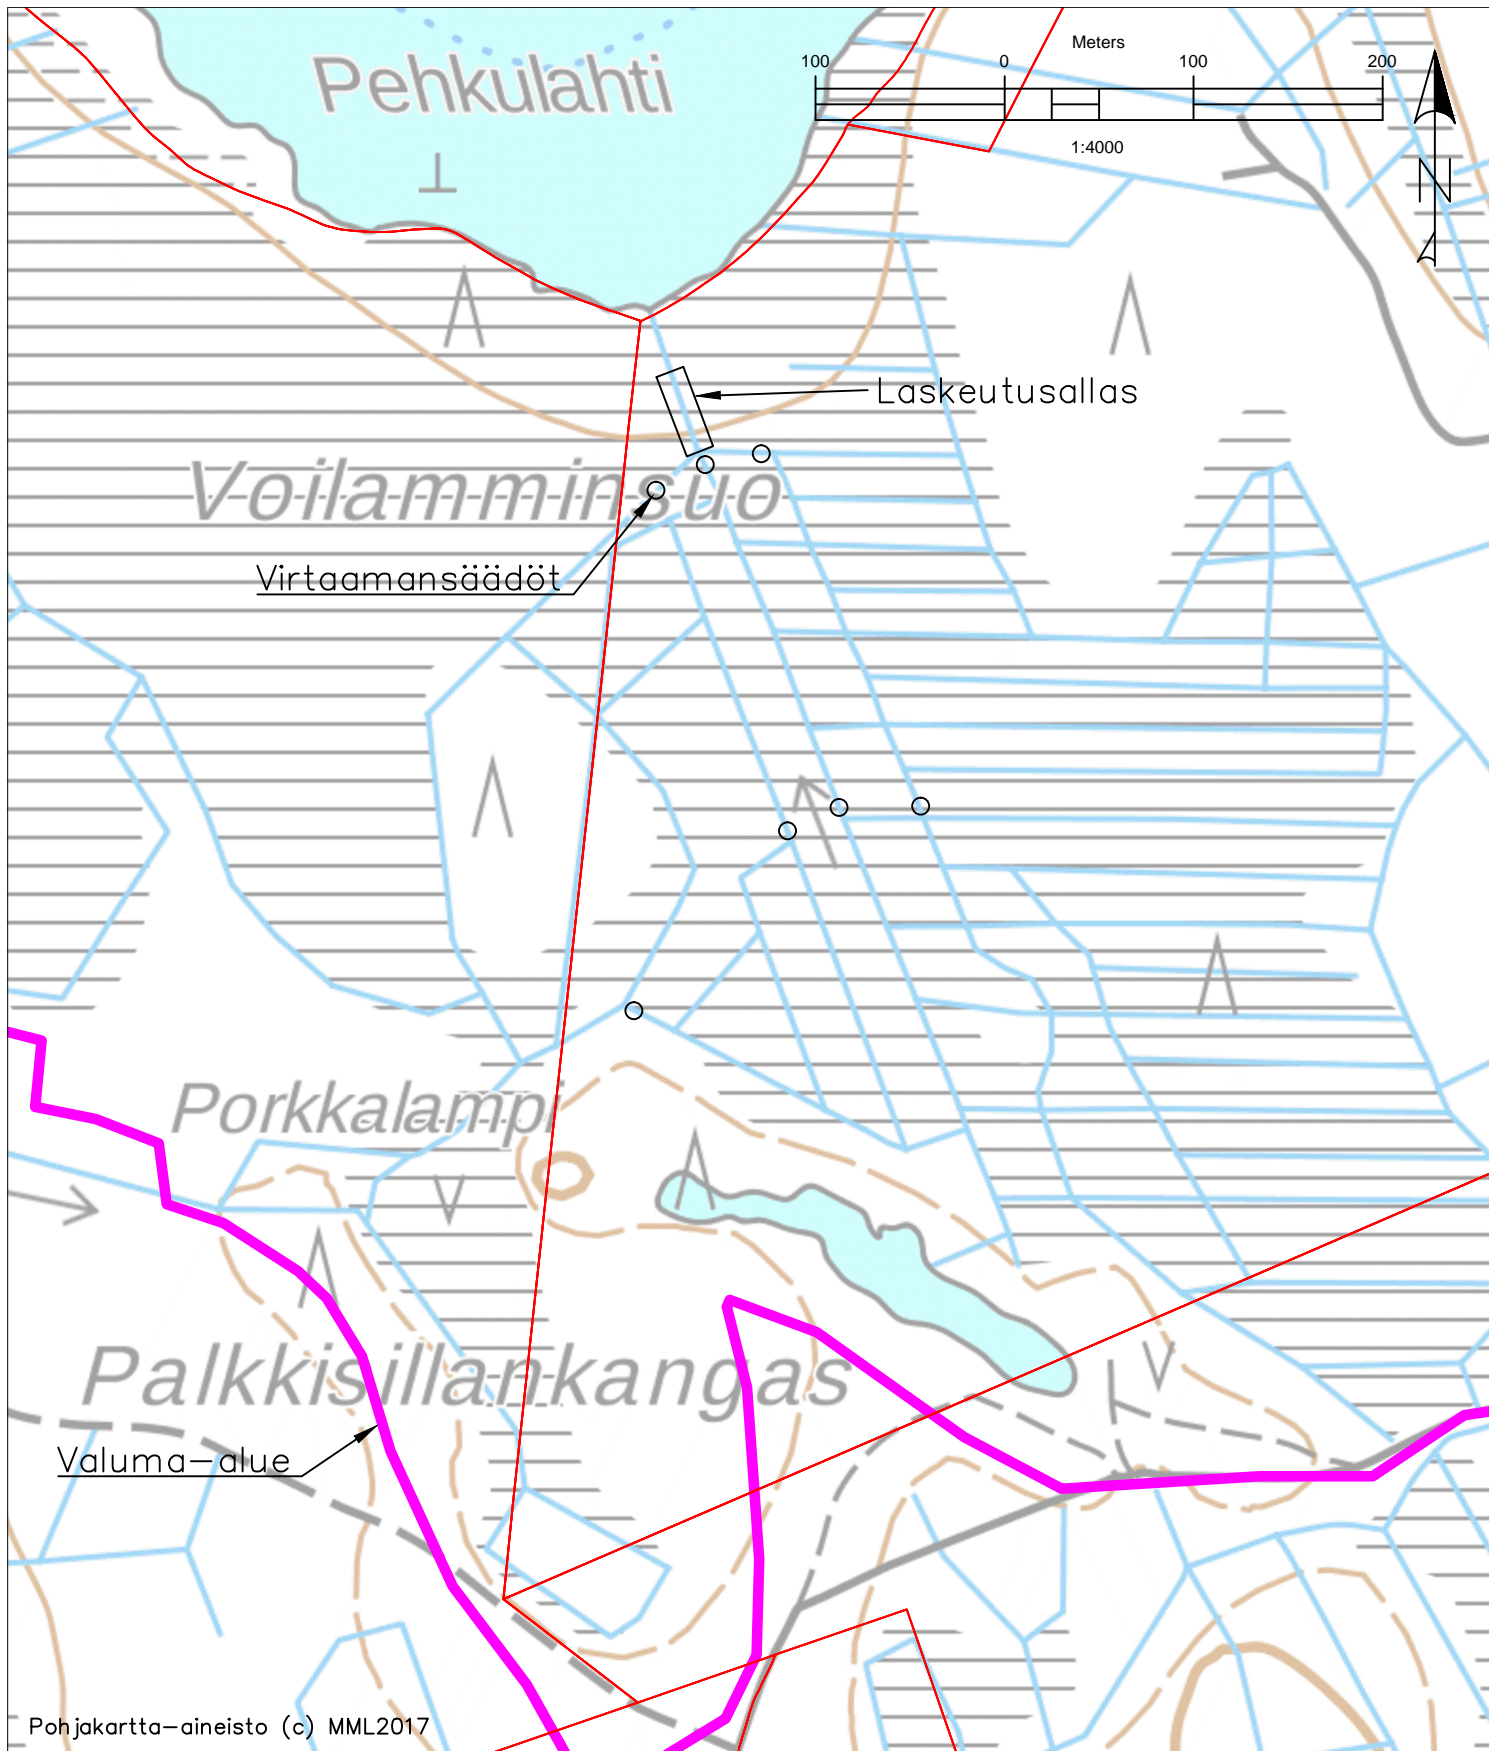 Pehkulahti
Meters
100 0 100 200
1:4000
N
Laskeutusallas
Voilamminsuo
Virtaamansäädöt
Porkkalampi
Palkkisillankangas
Valuma-alue
Pohjakartta-aineisto (c) MML2017